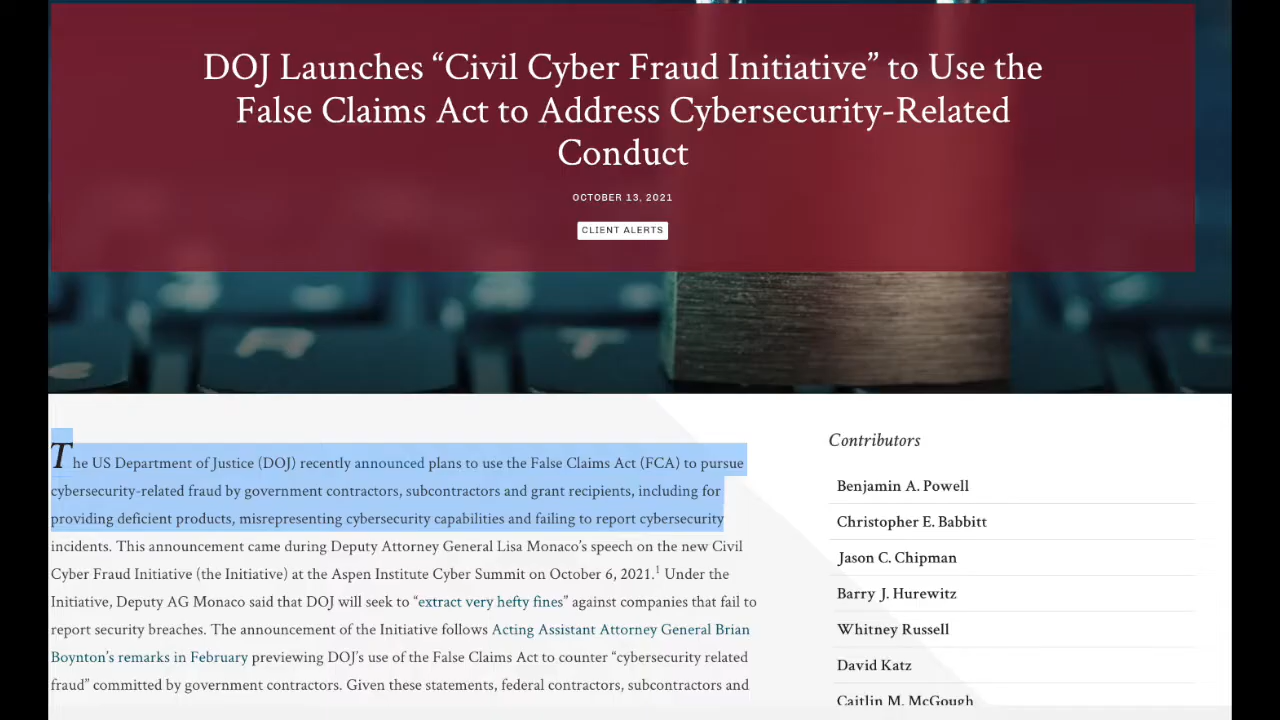 DOJ Launches “Civil Cyber Fraud Initiative” to Use the
False Claims Act to Address Cybersecurity-Related
Conduct
OCTOBER 13, 2021
CLIENT ALERTS
The US Department of Justice (DOJ) recently announced plans to use the False Claims Act (FCA) to pursue
cybersecurity-related fraud by government contractors, subcontractors and grant recipients, including for
providing deficient products, misrepresenting cybersecurity capabilities and failing to report cybersecurity
incidents. This announcement came during Deputy Attorney General Lisa Monaco’s speech on the new Civil
Cyber Fraud Initiative (the Initiative) at the Aspen Institute Cyber Summit on October 6, 2021.¹ Under the
Initiative, Deputy AG Monaco said that DOJ will seek to “extract very hefty fines” against companies that fail to
report security breaches. The announcement of the Initiative follows Acting Assistant Attorney General Brian
Boynton’s remarks in February previewing DOJ’s use of the False Claims Act to counter “cybersecurity related
fraud” committed by government contractors. Given these statements, federal contractors, subcontractors and
Contributors
Benjamin A. Powell
Christopher E. Babbitt
Jason C. Chipman
Barry J. Hurewitz
Whitney Russell
David Katz
Caitlin M. McGough